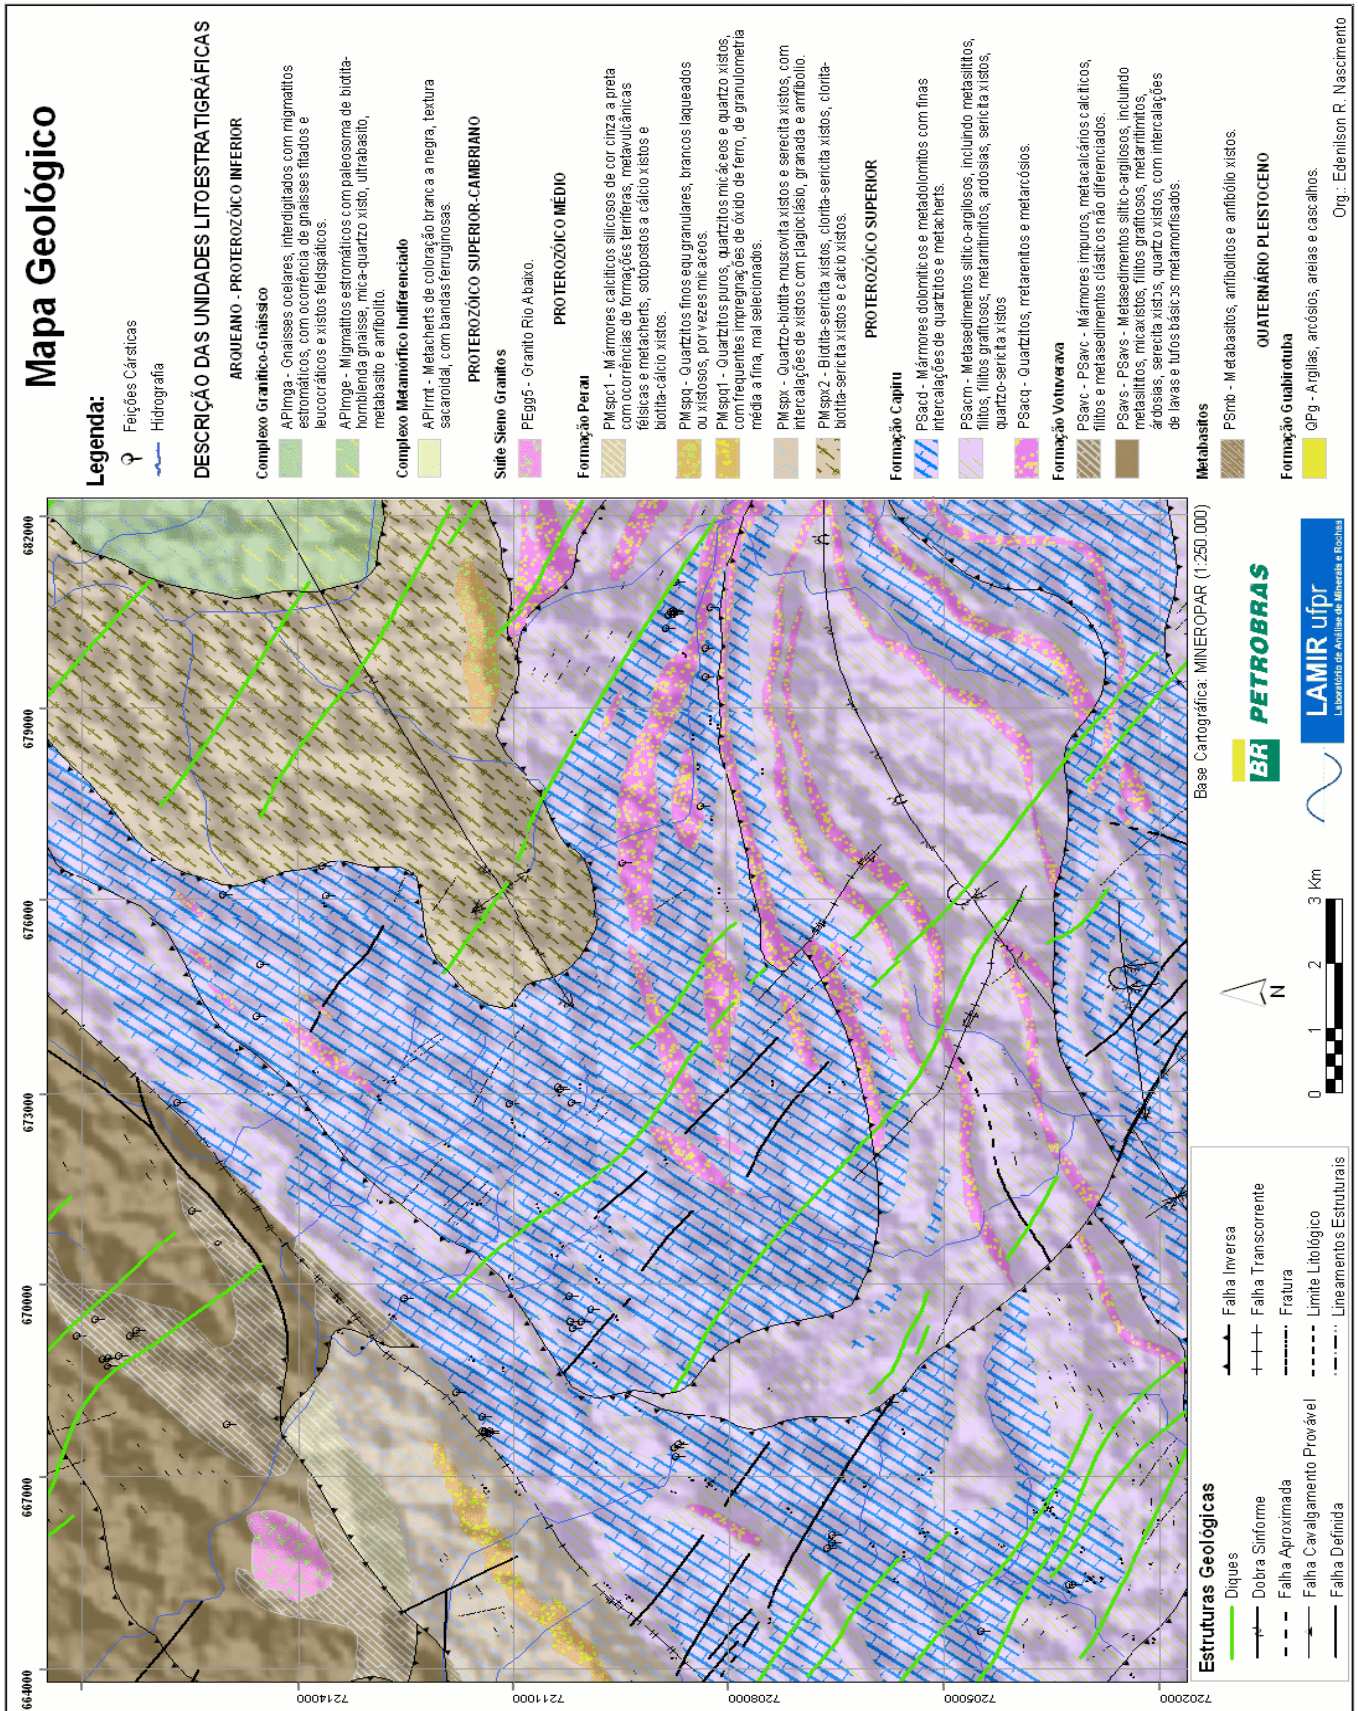 Mapa Geológico
Legenda:
Feições Cársticas
Hidrografia
DESCRIÇÃO DAS UNIDADES LITOESTRATIGRÁFICAS
ARQUEANO - PROTEROZÓICO INFERIOR
Complexo Granítico-Gnáissico
APImga - Gnaisses ocelares, interdigitados com migmatitos
estromáticos, com ocorrência de gnaisses fitados e
leucocráticos e xistos feldspáticos.
APImge - Migmatitos estromáticos com paleosoma de biotita-
hornblenda gnaisse, mica-quartzo xisto, ultrabasito,
metabasito e anfibolito.
Complexo Metamórfico Indiferenciado
APImt - Metacherts de coloração branca a negra, textura
sacaroidal, com bandas ferruginosas.
PROTEROZÓICO SUPERIOR-CAMBRIANO
Suíte Sieno Granitos
PEgg5 - Granito Rio Abaixo.
PROTEROZÓICO MÉDIO
Formação Perau
PMspc1 - Mármores calcíticos silicosos de cor cinza a preta
com ocorrências de formações terríferas, metavulcânicas
félsicas e metacherts, sotopostos a cálcio xistos e
biotita-cálcio xistos.
PMspq - Quartzitos finos equigranulares, brancos laqueados
ou xistosos, por vezes micáceos.
PMspq1 - Quartzitos puros, quartzitos micáceos e quartzo xistos,
com frequentes impregnações de óxido de ferro, de granulometria
média a fina, mal selecionados.
PMspx - Quartzo-biotita-muscovita xistos e serecita xistos, com
intercalações de xistos com plagioclásio, granada e amfíbolio.
PMspx2 - Biotita-sericita xistos, clorita-sericita xistos, clorita-
biotita-sericita xistos e calcio xistos.
PROTEROZÓICO SUPERIOR
Formação Capiru
PSacd - Mármores dolomíticos e metadolomitos com finas
intercalações de quartzitos e metacherts.
PSacm - Metasedimentos síltico-argilosos, incluindo metasiltitos,
filitos, filitos grafitosos, metarritimitos, ardósias, sericita xistos,
quartzo-sericita xistos
PSacq - Quartzitos, metarenitos e metarcósios.
Formação Votuverava
PSavc - PSavc - Mármores impuros, metacalcários calcíticos,
filitos e metasedimentos clásticos não diferenciados.
PSavs - PSavs - Metasedimentos síltico-argilosos, incluindo
metasiltitos, micaxistos, filitos grafitosos, metarritimitos,
árdosias, serecita xistos, quartzo xistos, com intercalações
de lavas e tufos básicos metamorfisados.
Metabasitos
PSmb - Metabasitos, anfibolitos e anfibólio xistos.
QUATERNÁRIO PLEISTOCENO
Formação Guabirotuba
QPg - Argilas, arcósios, areias e cascalhos.
Org.: Edenilson R. Nascimento
664000
667000
670000
673000
676000
679000
682000
7214000
7211000
7208000
7205000
7202000
Base Cartográfica: MINEROPAR (1:250.000)
BR PETROBRAS
LAMIR ufpr
Laboratório de Análise de Minerais e Rochas
N
0 1 2 3 Km
Estruturas Geológicas
Diques
Dobra Sinforme
Falha Aproximada
Falha Cavalgamento Provável
Falha Definida
Falha Inversa
Falha Transcorrente
Fratura
Limite Litológico
Lineamentos Estruturais